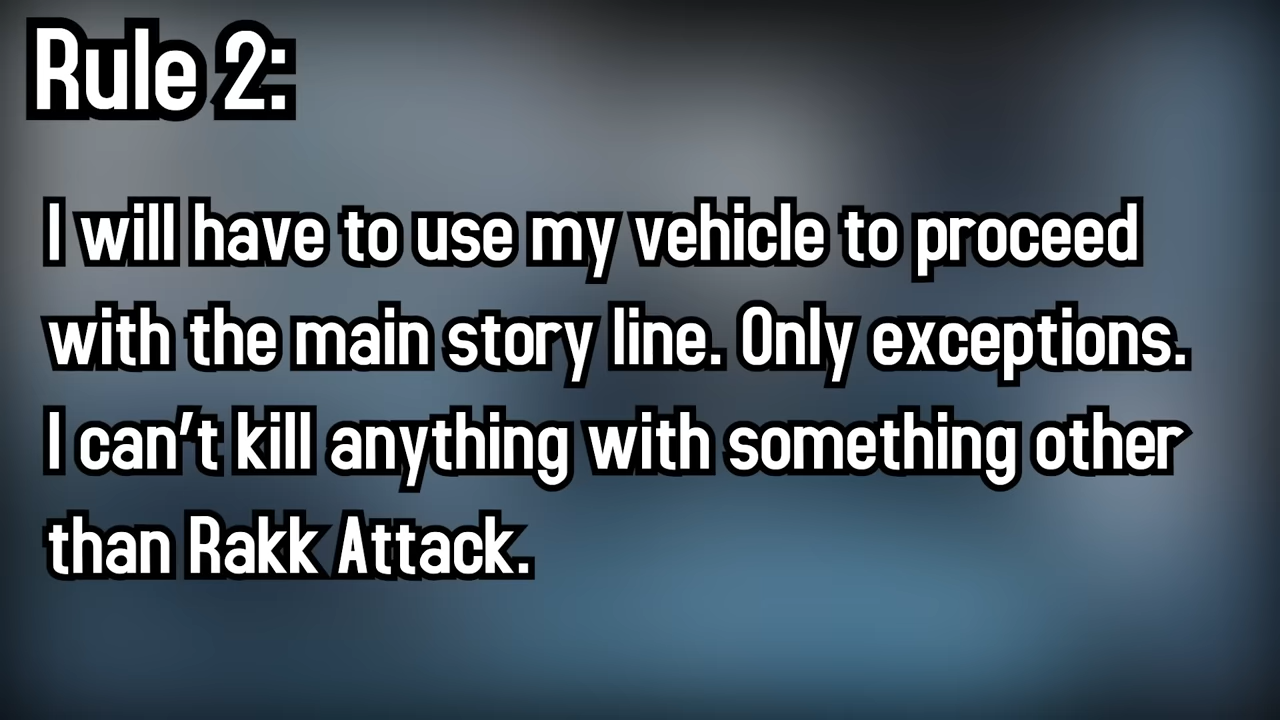 Rule 2:
I will have to use my vehicle to proceed
with the main story line. Only exceptions.
I can't kill anything with something other
than Rakk Attack.